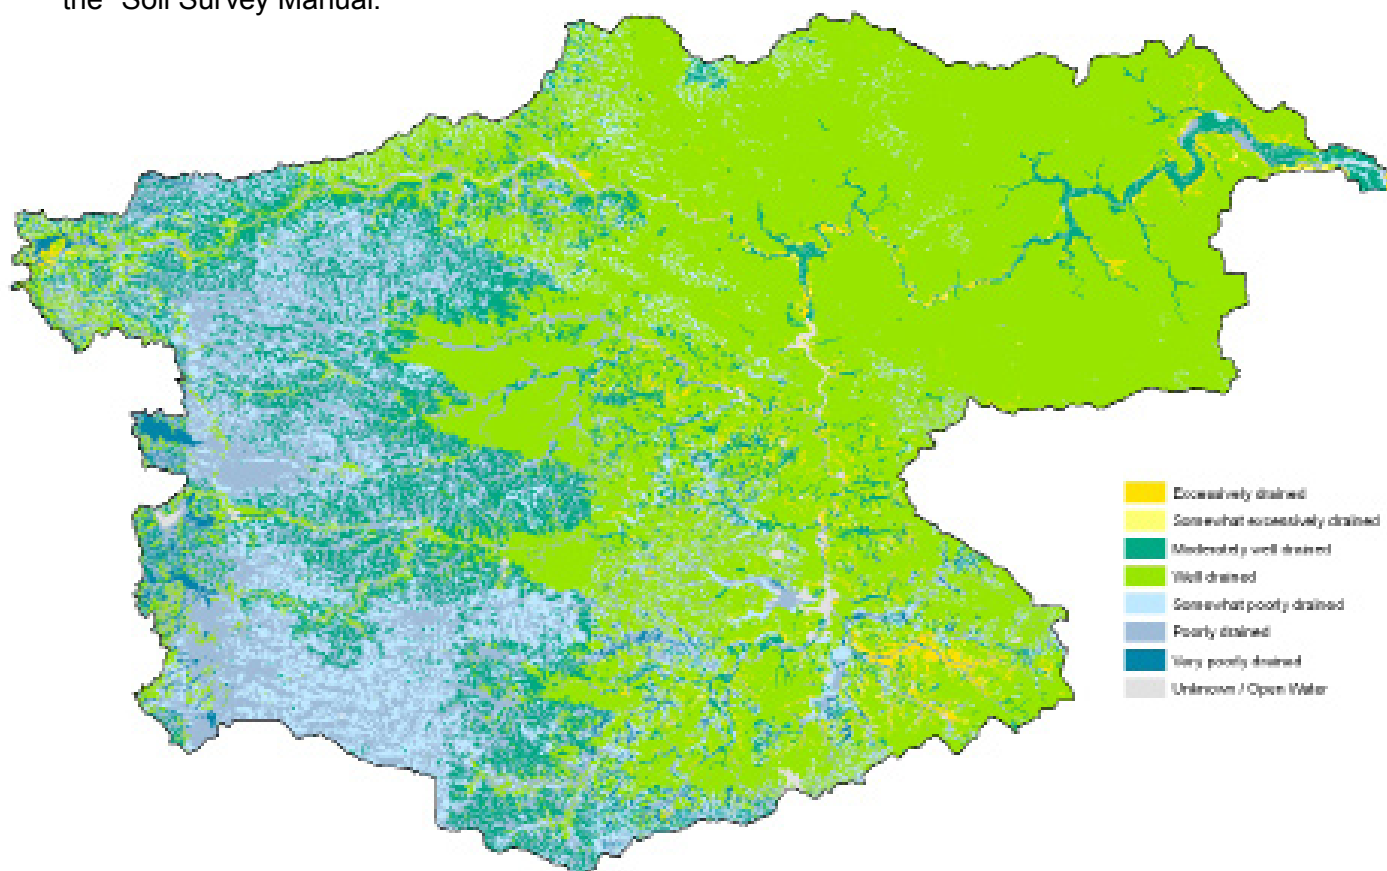 the "Soil Survey Manual.
Excessively drained
Somewhat excessively drained
Moderately well drained
Well drained
Somewhat poorly drained
Poorly drained
Very poorly drained
Unknown / Open Water